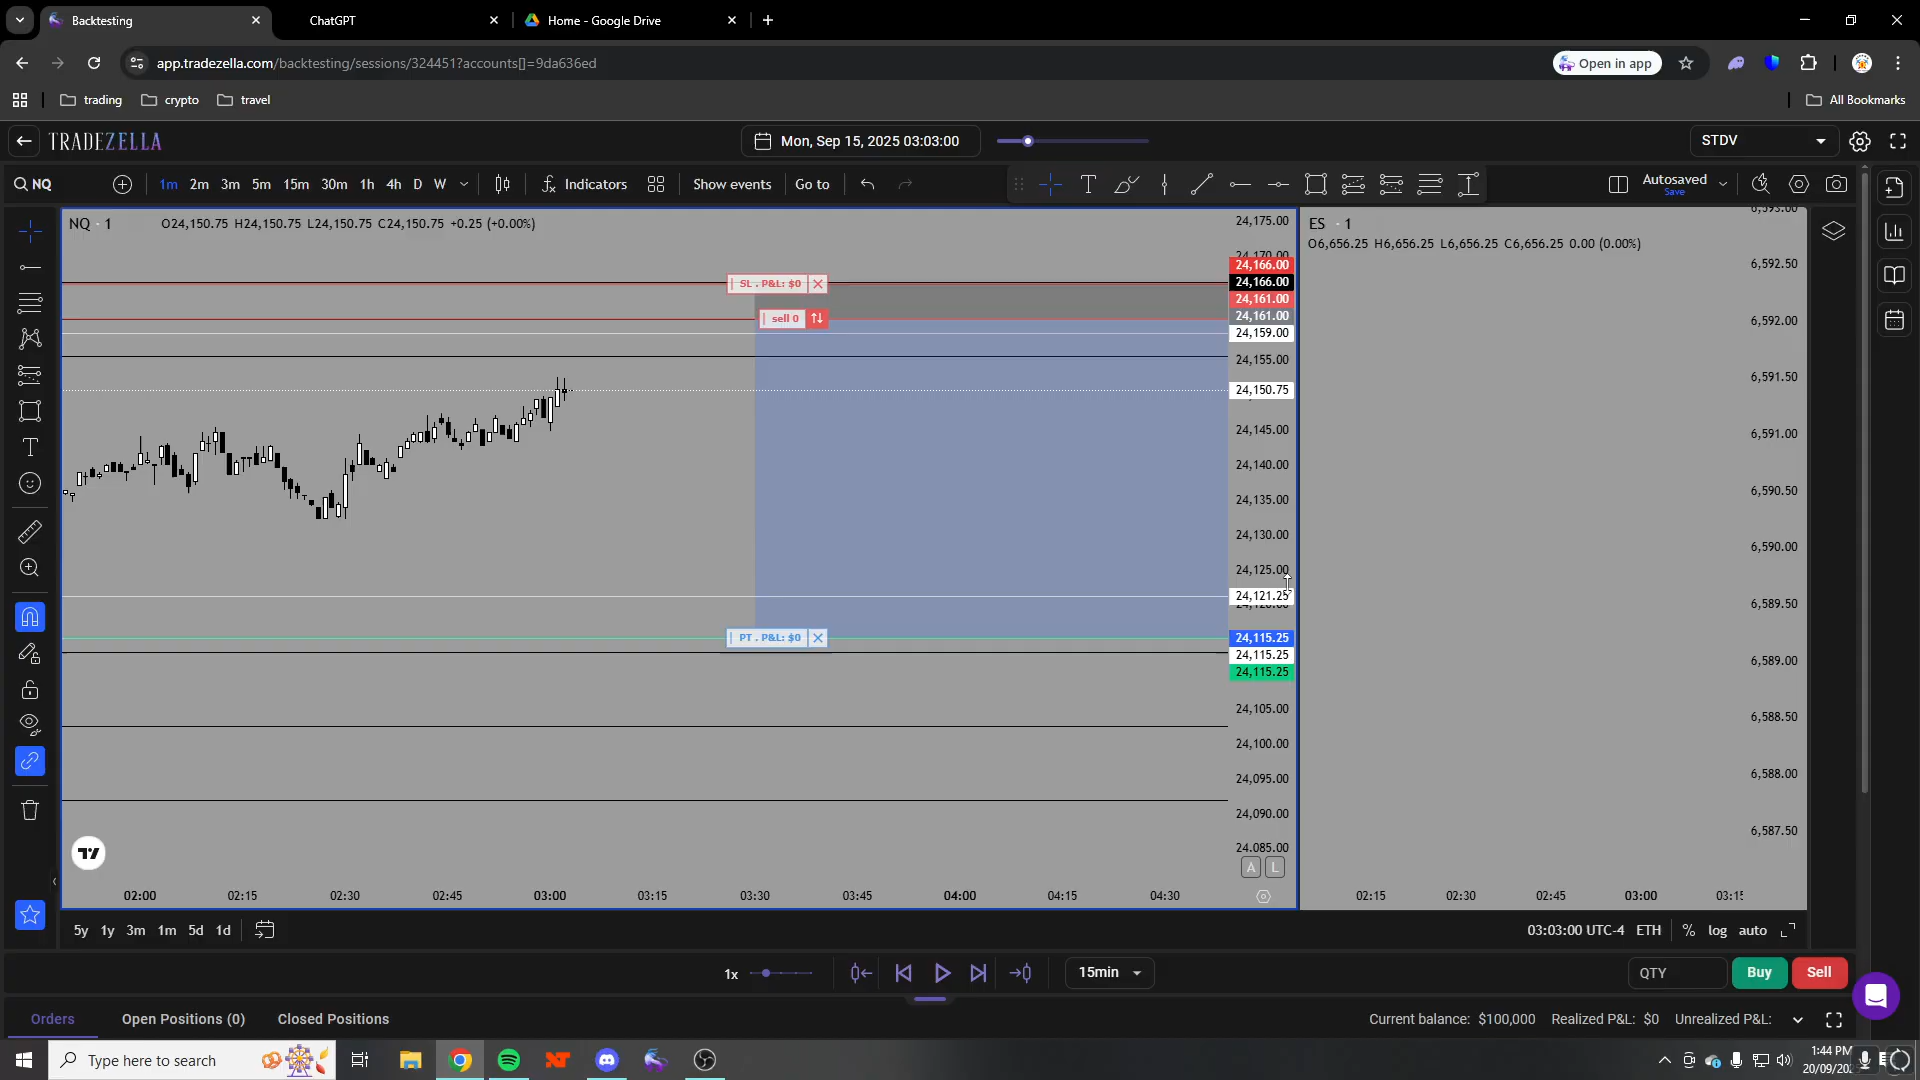 Backtesting
ChatGPT
Home - Google Drive
app.tradezella.com/backtesting/sessions/324451?accounts[]=9da636ed
Open in app
trading
crypto
travel
All Bookmarks
TRADEZELLA
Mon, Sep 15, 2025 03:03:00
STDV
NQ
1m 2m 3m 5m 15m 30m 1h 4h D W
Indicators
Show events
Go to
Autosaved
Save
NQ · 1 O24,150.75 H24,150.75 L24,150.75 C24,150.75 +0.25 (+0.00%)
ES · 1
O6,656.25 H6,656.25 L6,656.25 C6,656.25 0.00 (0.00%)
24,175.00
24,166.00
24,166.00
24,161.00
24,161.00
24,159.00
24,155.00
24,150.75
24,145.00
24,140.00
24,135.00
24,130.00
24,125.00
24,121.25
24,115.25
24,115.25
24,115.25
24,105.00
24,100.00
24,095.00
24,090.00
24,085.00
SL . P&L: $0
sell 0
PT . P&L: $0
A L
6,592.50
6,592.00
6,591.50
6,591.00
6,590.50
6,590.00
6,589.50
6,589.00
6,588.50
6,588.00
6,587.50
02:00 02:15 02:30 02:45 03:00 03:15 03:30 03:45 04:00 04:15 04:30
02:15 02:30 02:45 03:00
5y 1y 3m 1m 5d 1d
03:03:00 UTC-4 ETH % log auto
1x
15min
QTY
Buy
Sell
Orders
Open Positions (0)
Closed Positions
Current balance: $100,000 Realized P&L: $0 Unrealized P&L:
Type here to search
1:44 PM